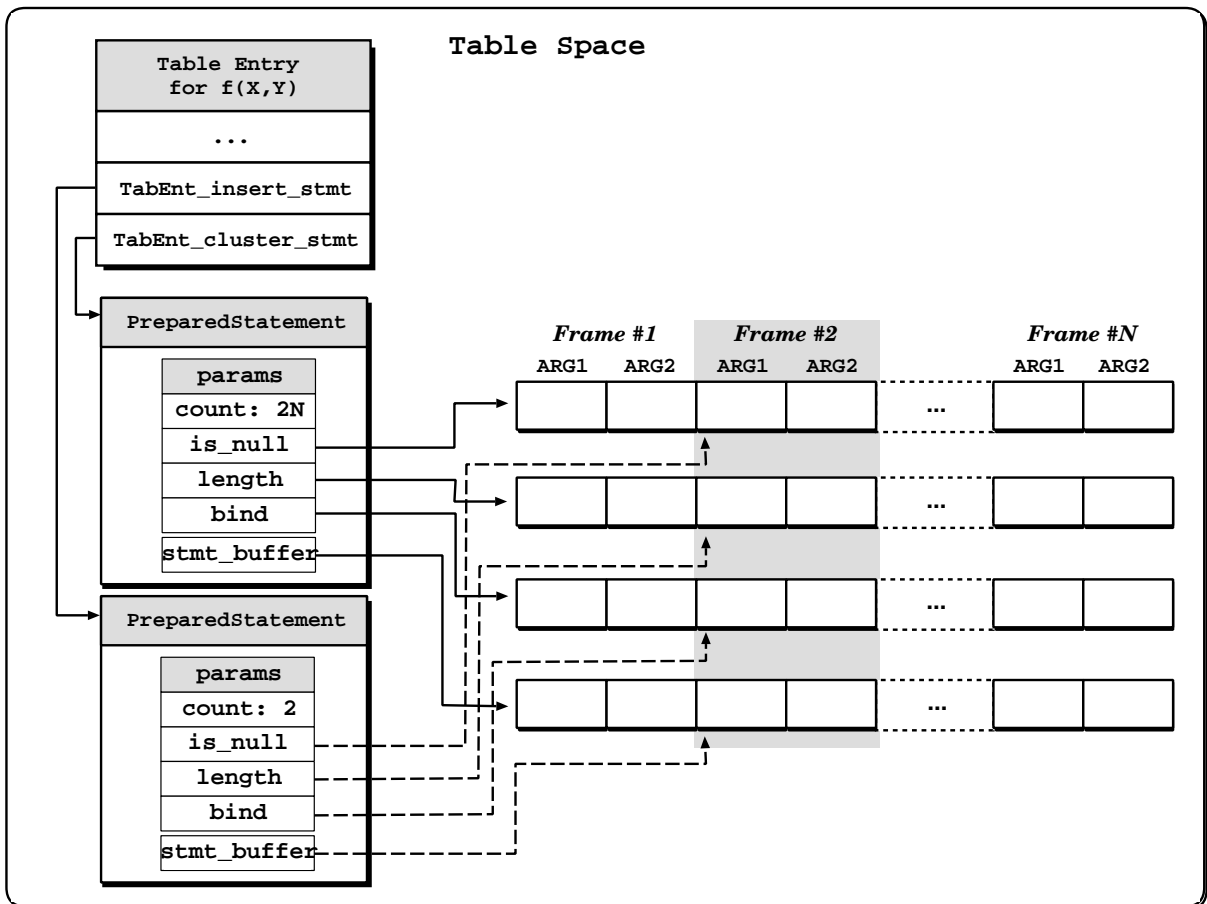 Table Space
Table Entry
for f(X,Y)
...
TabEnt_insert_stmt
TabEnt_cluster_stmt
PreparedStatement
params
count: 2N
is_null
length
bind
stmt_buffer
PreparedStatement
params
count: 2
is_null
length
bind
stmt_buffer
Frame #1 Frame #2 Frame #N
ARG1 ARG2 ARG1 ARG2 ARG1 ARG2
...
...
...
...